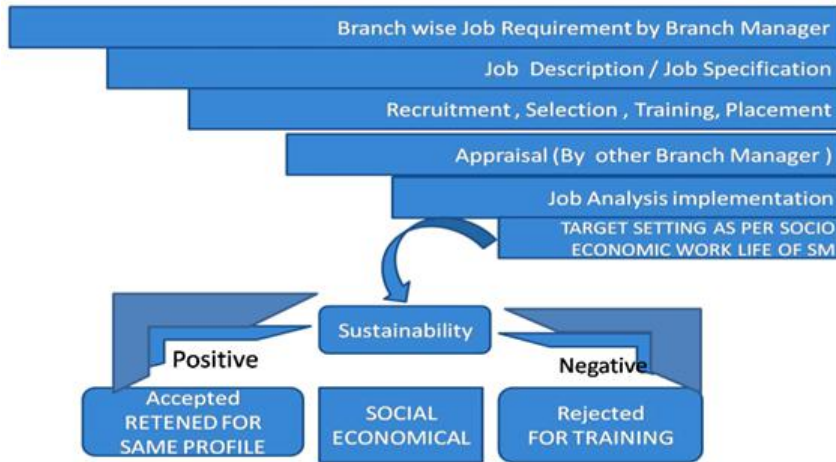 Branch wise Job Requirement by Branch Manager
Job Description / Job Specification
Recruitment , Selection , Training, Placement
Appraisal (By other Branch Manager )
Job Analysis implementation
TARGET SETTING AS PER SOCIO
ECONOMIC WORK LIFE OF SM
Sustainability
Positive
Negative
Accepted
RETENED FOR
SAME PROFILE
SOCIAL
ECONOMICAL
Rejected
FOR TRAINING